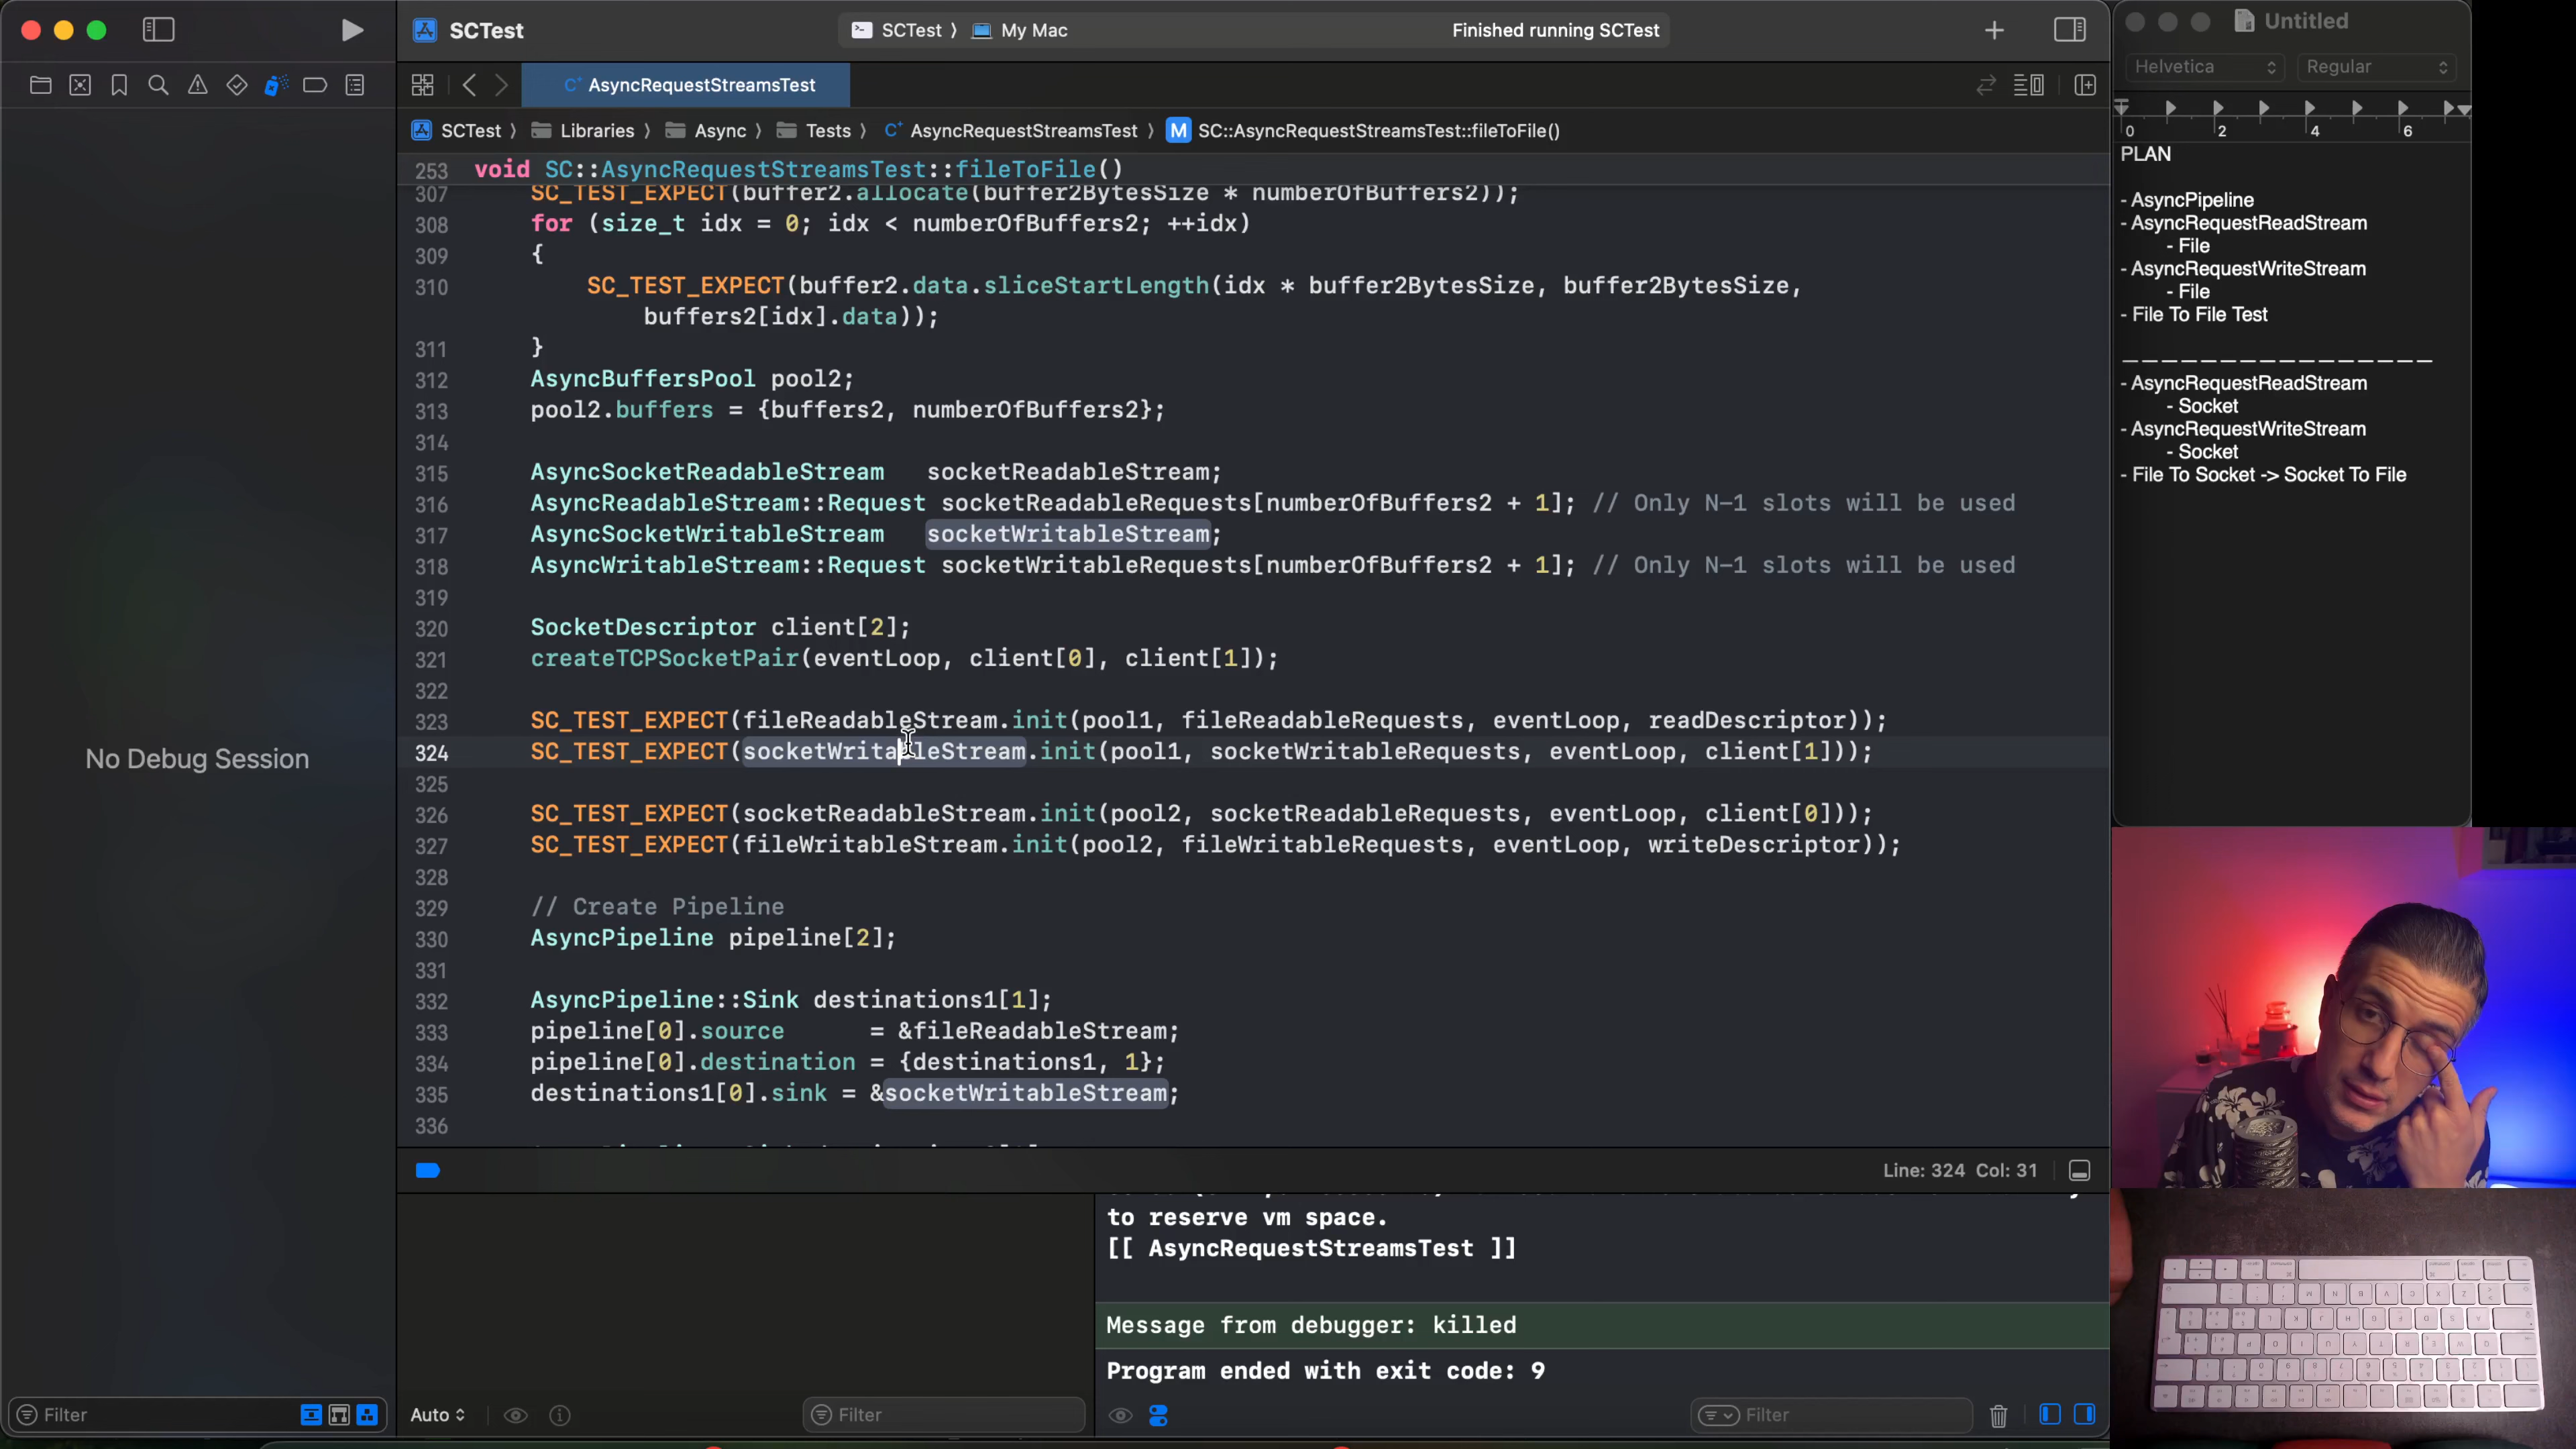 SCTest
SCTest
My Mac
Finished running SCTest
AsyncRequestStreamsTest
SCTest
Libraries
Async
Tests
AsyncRequestStreamsTest
M
SC::AsyncRequestStreamsTest::fileToFile()
253 void SC::AsyncRequestStreamsTest::fileToFile()
307 SC_TEST_EXPECT(buffer2.allocate(buffer2BytesSize * numberOfBuffers2));
308 for (size_t idx = 0; idx < numberOfBuffers2; ++idx)
309 {
310 SC_TEST_EXPECT(buffer2.data.sliceStartLength(idx * buffer2BytesSize, buffer2BytesSize,
buffers2[idx].data));
311 }
312 AsyncBuffersPool pool2;
313 pool2.buffers = {buffers2, numberOfBuffers2};
314
315 AsyncSocketReadableStream socketReadableStream;
316 AsyncReadableStream::Request socketReadableRequests[numberOfBuffers2 + 1]; // Only N-1 slots will be used
317 AsyncSocketWritableStream socketWritableStream;
318 AsyncWritableStream::Request socketWritableRequests[numberOfBuffers2 + 1]; // Only N-1 slots will be used
319
320 SocketDescriptor client[2];
321 createTCPSocketPair(eventLoop, client[0], client[1]);
322
323 SC_TEST_EXPECT(fileReadableStream.init(pool1, fileReadableRequests, eventLoop, readDescriptor));
324 SC_TEST_EXPECT(socketWritableStream.init(pool1, socketWritableRequests, eventLoop, client[1]));
325
326 SC_TEST_EXPECT(socketReadableStream.init(pool2, socketReadableRequests, eventLoop, client[0]));
327 SC_TEST_EXPECT(fileWritableStream.init(pool2, fileWritableRequests, eventLoop, writeDescriptor));
328
329 // Create Pipeline
330 AsyncPipeline pipeline[2];
331
332 AsyncPipeline::Sink destinations1[1];
333 pipeline[0].source = &fileReadableStream;
334 pipeline[0].destination = {destinations1, 1};
335 destinations1[0].sink = &socketWritableStream;
336
No Debug Session
Line: 324 Col: 31
to reserve vm space.
[[ AsyncRequestStreamsTest ]]
Message from debugger: killed
Program ended with exit code: 9
Filter
Auto
Filter
Filter
Untitled
Helvetica
Regular
0 2 4 6
PLAN
- AsyncPipeline
- AsyncRequestReadStream
- File
- AsyncRequestWriteStream
- File
- File To File Test
_ _ _ _ _ _ _ _ _ _ _ _ _ _ _ _
- AsyncRequestReadStream
- Socket
- AsyncRequestWriteStream
- Socket
- File To Socket -> Socket To File